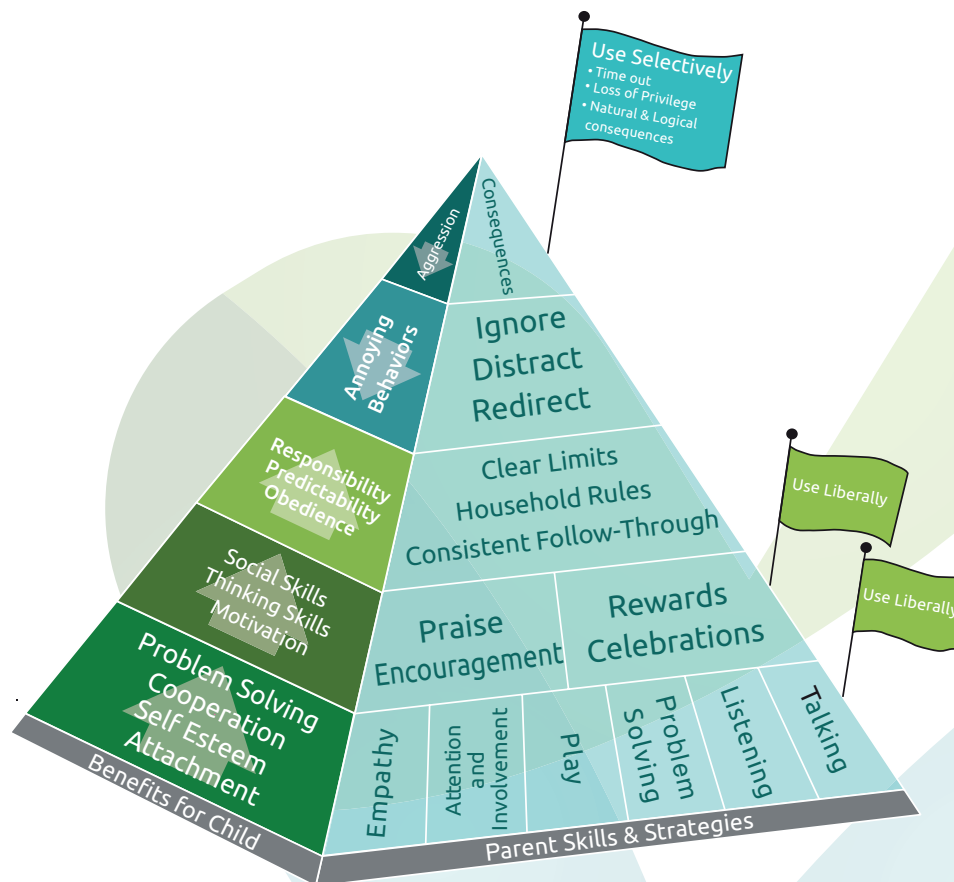 Use Selectively
• Time out
• Loss of Privilege
• Natural & Logical
consequences
Aggression
Consequences
Annoying
Behaviors
Ignore
Distract
Redirect
Responsibility
Predictability
Obedience
Clear Limits
Household Rules
Consistent Follow-Through
Use Liberally
Social Skills
Thinking Skills
Motivation
Praise
Encouragement
Rewards
Celebrations
Use Liberally
Problem Solving
Cooperation
Self Esteem
Attachment
Empathy
Attention
and
Involvement
Play
Problem
Solving
Listening
Talking
Benefits for Child
Parent Skills & Strategies